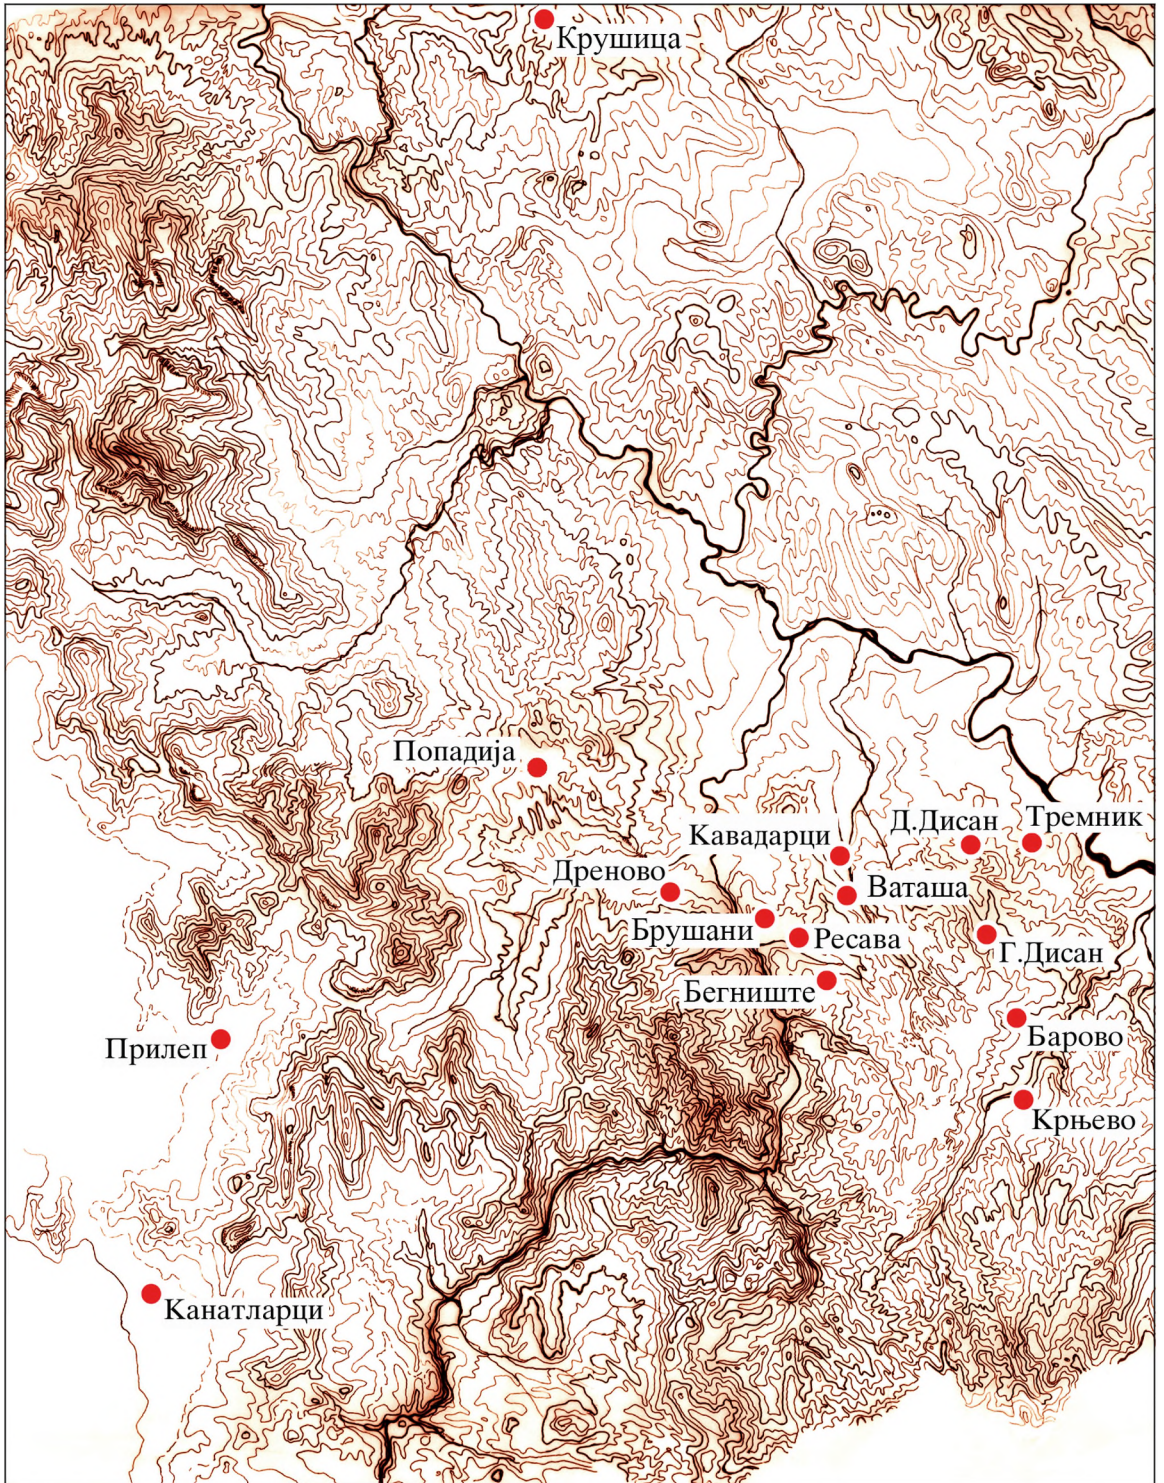 Крушица
Попадија
Д.Дисан
Тремник
Кавадарци
Дреново
Ваташа
Брушани
Ресава
Г.Дисан
Бегниште
Прилеп
Барово
Крњево
Канатларци